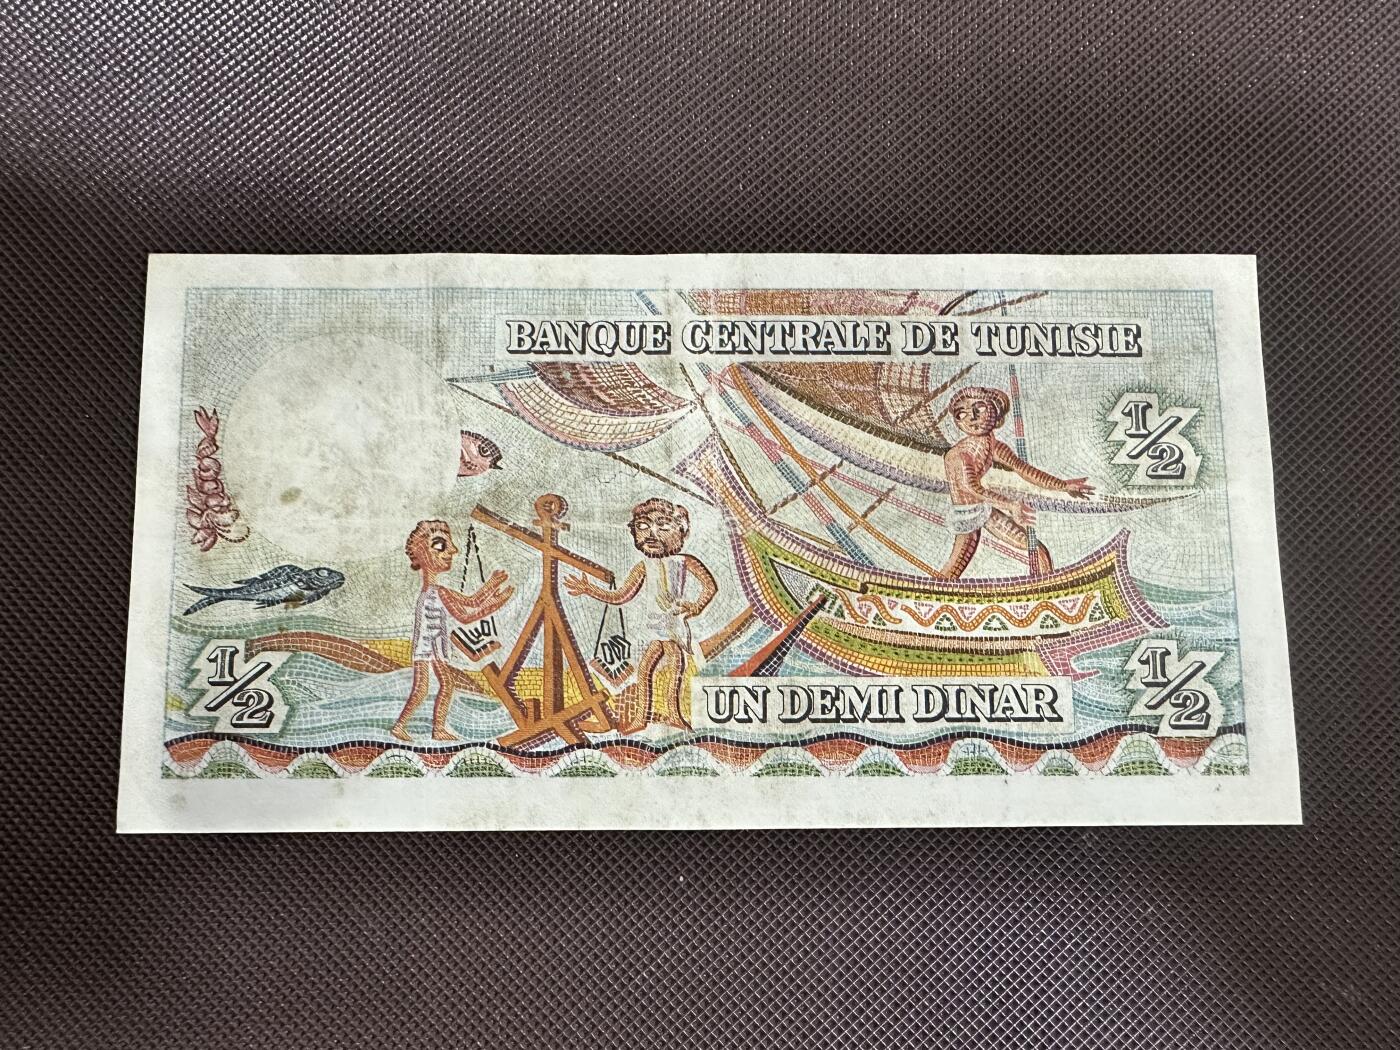 BANQUE CENTRALE DE TUNISIE
1/2
1/2
UN DEMI DINAR
1/2